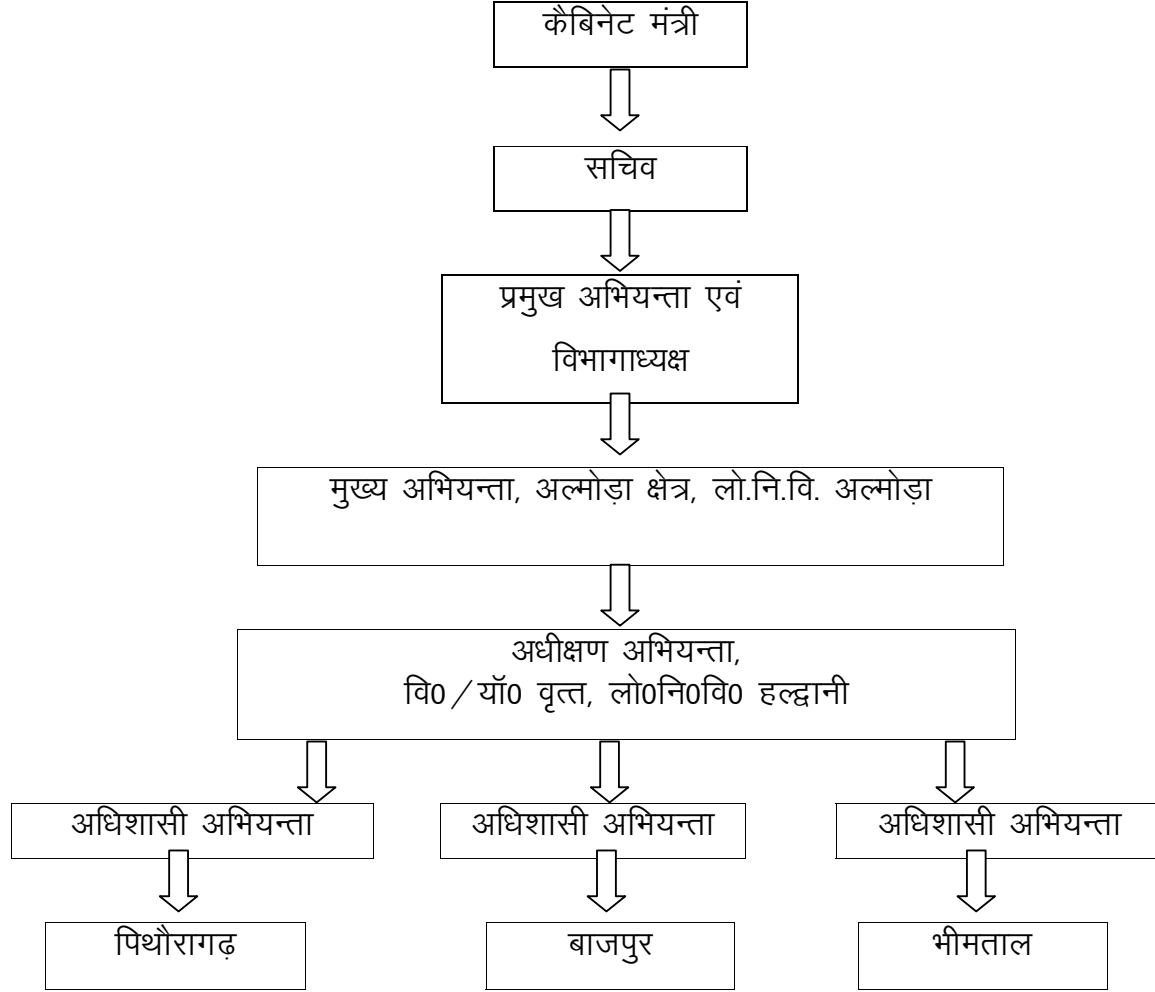 कैबिनेट मंत्री
सचिव
प्रमुख अभियन्ता एवं
विभागाध्यक्ष
मुख्य अभियन्ता, अल्मोड़ा क्षेत्र, लो.नि.वि. अल्मोड़ा
अधीक्षण अभियन्ता,
वि0/यॉ0 वृत्त, लो0नि0वि0 हल्द्वानी
अधिशासी अभियन्ता
अधिशासी अभियन्ता
अधिशासी अभियन्ता
पिथौरागढ़
बाजपुर
भीमताल